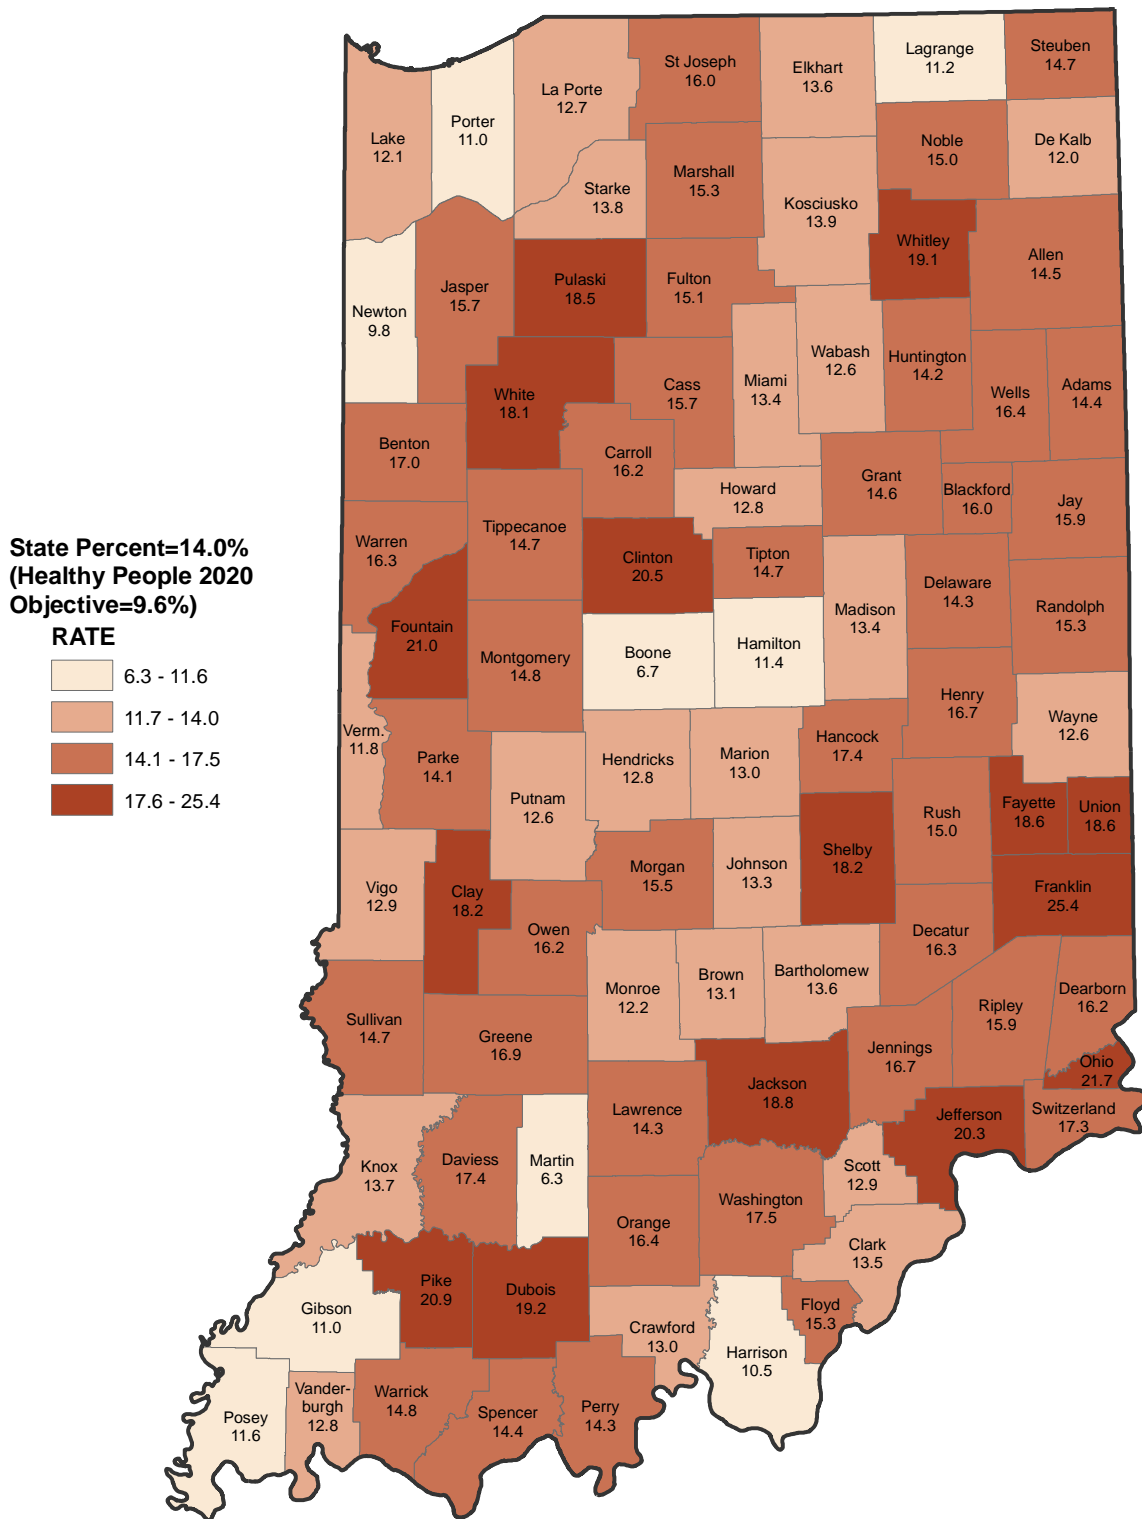 Lagrange
11.2
Steuben
14.7
St Joseph
16.0
Elkhart
13.6
La Porte
12.7
Porter
11.0
Lake
12.1
Noble
15.0
De Kalb
12.0
Marshall
15.3
Starke
13.8
Kosciusko
13.9
Whitley
19.1
Allen
14.5
Pulaski
18.5
Fulton
15.1
Jasper
15.7
Newton
9.8
Wabash
12.6
Huntington
14.2
Miami
13.4
Cass
15.7
White
18.1
Wells
16.4
Adams
14.4
Benton
17.0
Carroll
16.2
Grant
14.6
Howard
12.8
Blackford
16.0
Jay
15.9
Tippecanoe
14.7
Warren
16.3
Clinton
20.5
Tipton
14.7
Delaware
14.3
Madison
13.4
Randolph
15.3
State Percent=14.0%
(Healthy People 2020
Objective=9.6%)
RATE
6.3 - 11.6
11.7 - 14.0
14.1 - 17.5
17.6 - 25.4
Fountain
21.0
Montgomery
14.8
Boone
6.7
Hamilton
11.4
Henry
16.7
Wayne
12.6
Verm.
11.8
Parke
14.1
Hendricks
12.8
Marion
13.0
Hancock
17.4
Putnam
12.6
Rush
15.0
Fayette
18.6
Union
18.6
Shelby
18.2
Morgan
15.5
Johnson
13.3
Vigo
12.9
Clay
18.2
Franklin
25.4
Owen
16.2
Decatur
16.3
Monroe
12.2
Brown
13.1
Bartholomew
13.6
Dearborn
16.2
Ripley
15.9
Sullivan
14.7
Greene
16.9
Jennings
16.7
Ohio
21.7
Jackson
18.8
Lawrence
14.3
Jefferson
20.3
Switzerland
17.3
Knox
13.7
Daviess
17.4
Martin
6.3
Scott
12.9
Washington
17.5
Orange
16.4
Clark
13.5
Pike
20.9
Dubois
19.2
Gibson
11.0
Floyd
15.3
Crawford
13.0
Harrison
10.5
Vander-
burgh
12.8
Warrick
14.8
Posey
11.6
Spencer
14.4
Perry
14.3